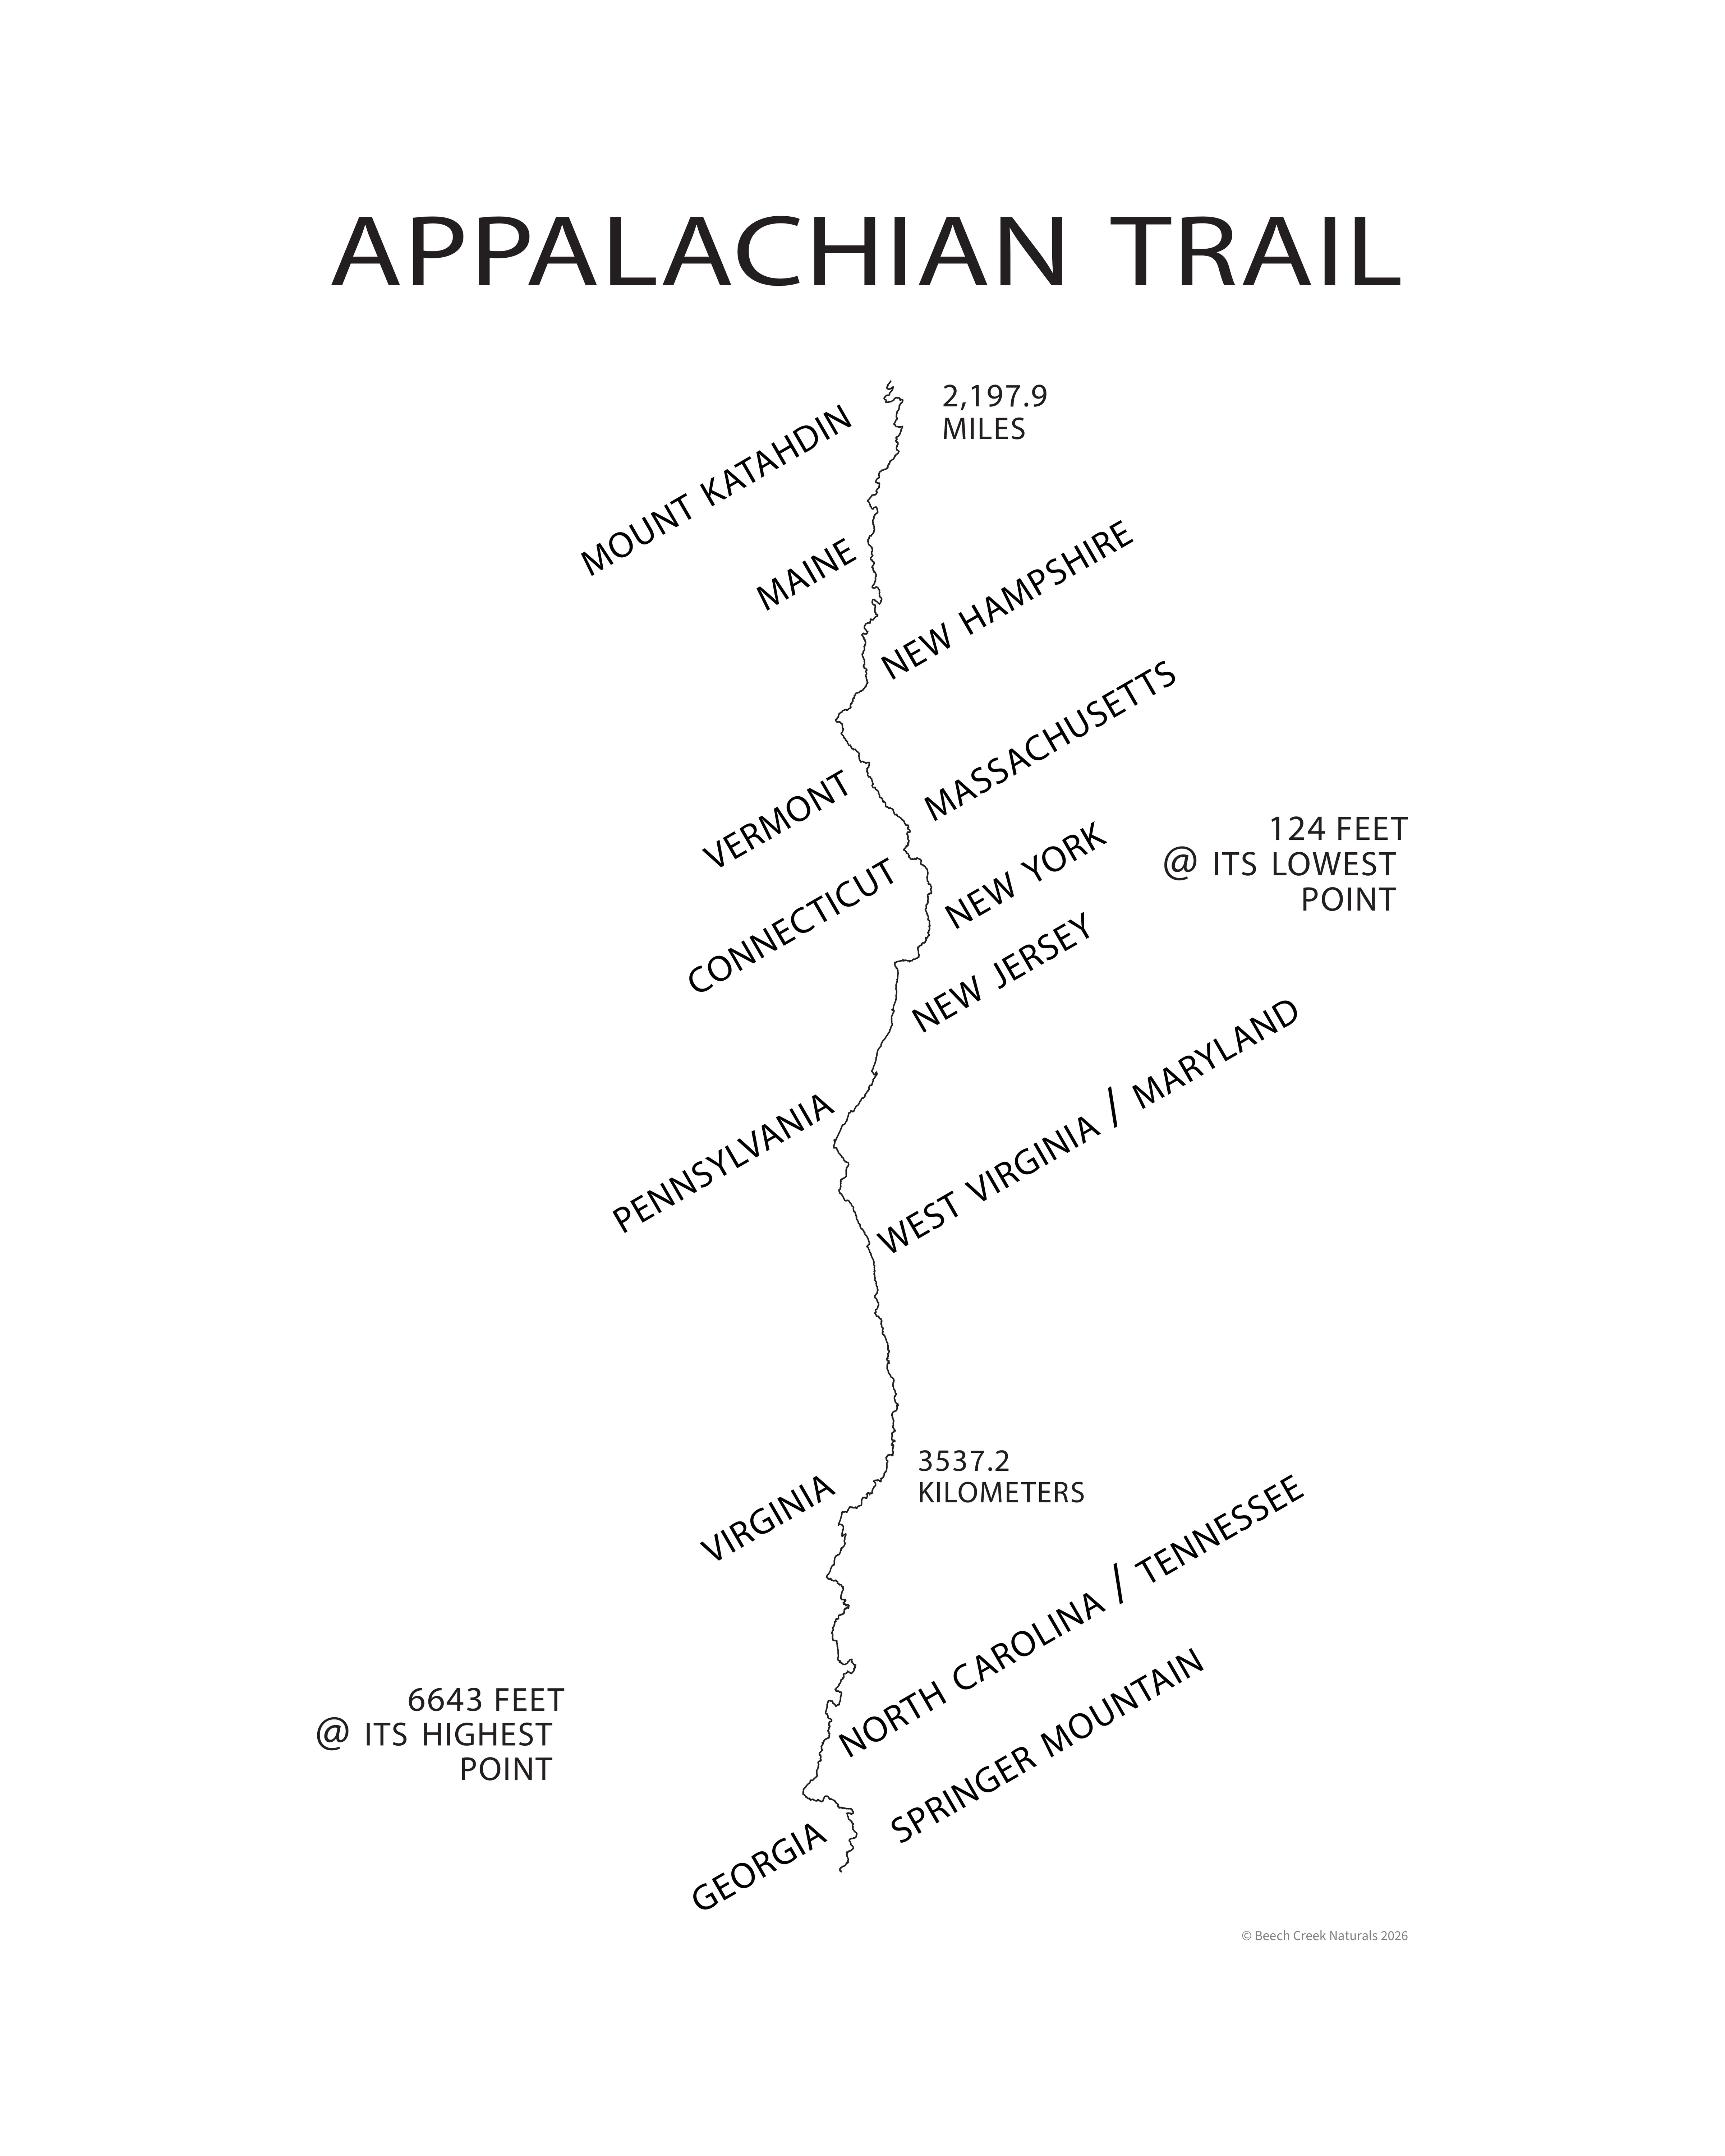 APPALACHIAN TRAIL
2,197.9
MILES
MOUNT KATAHDIN
MAINE
NEW HAMPSHIRE
MASSACHUSETTS
VERMONT
124 FEET
@ ITS LOWEST
POINT
NEW YORK
CONNECTICUT
NEW JERSEY
WEST VIRGINIA / MARYLAND
PENNSYLVANIA
3537.2
KILOMETERS
VIRGINIA
NORTH CAROLINA / TENNESSEE
6643 FEET
@ ITS HIGHEST
POINT
SPRINGER MOUNTAIN
GEORGIA
© Beech Creek Naturals 2026